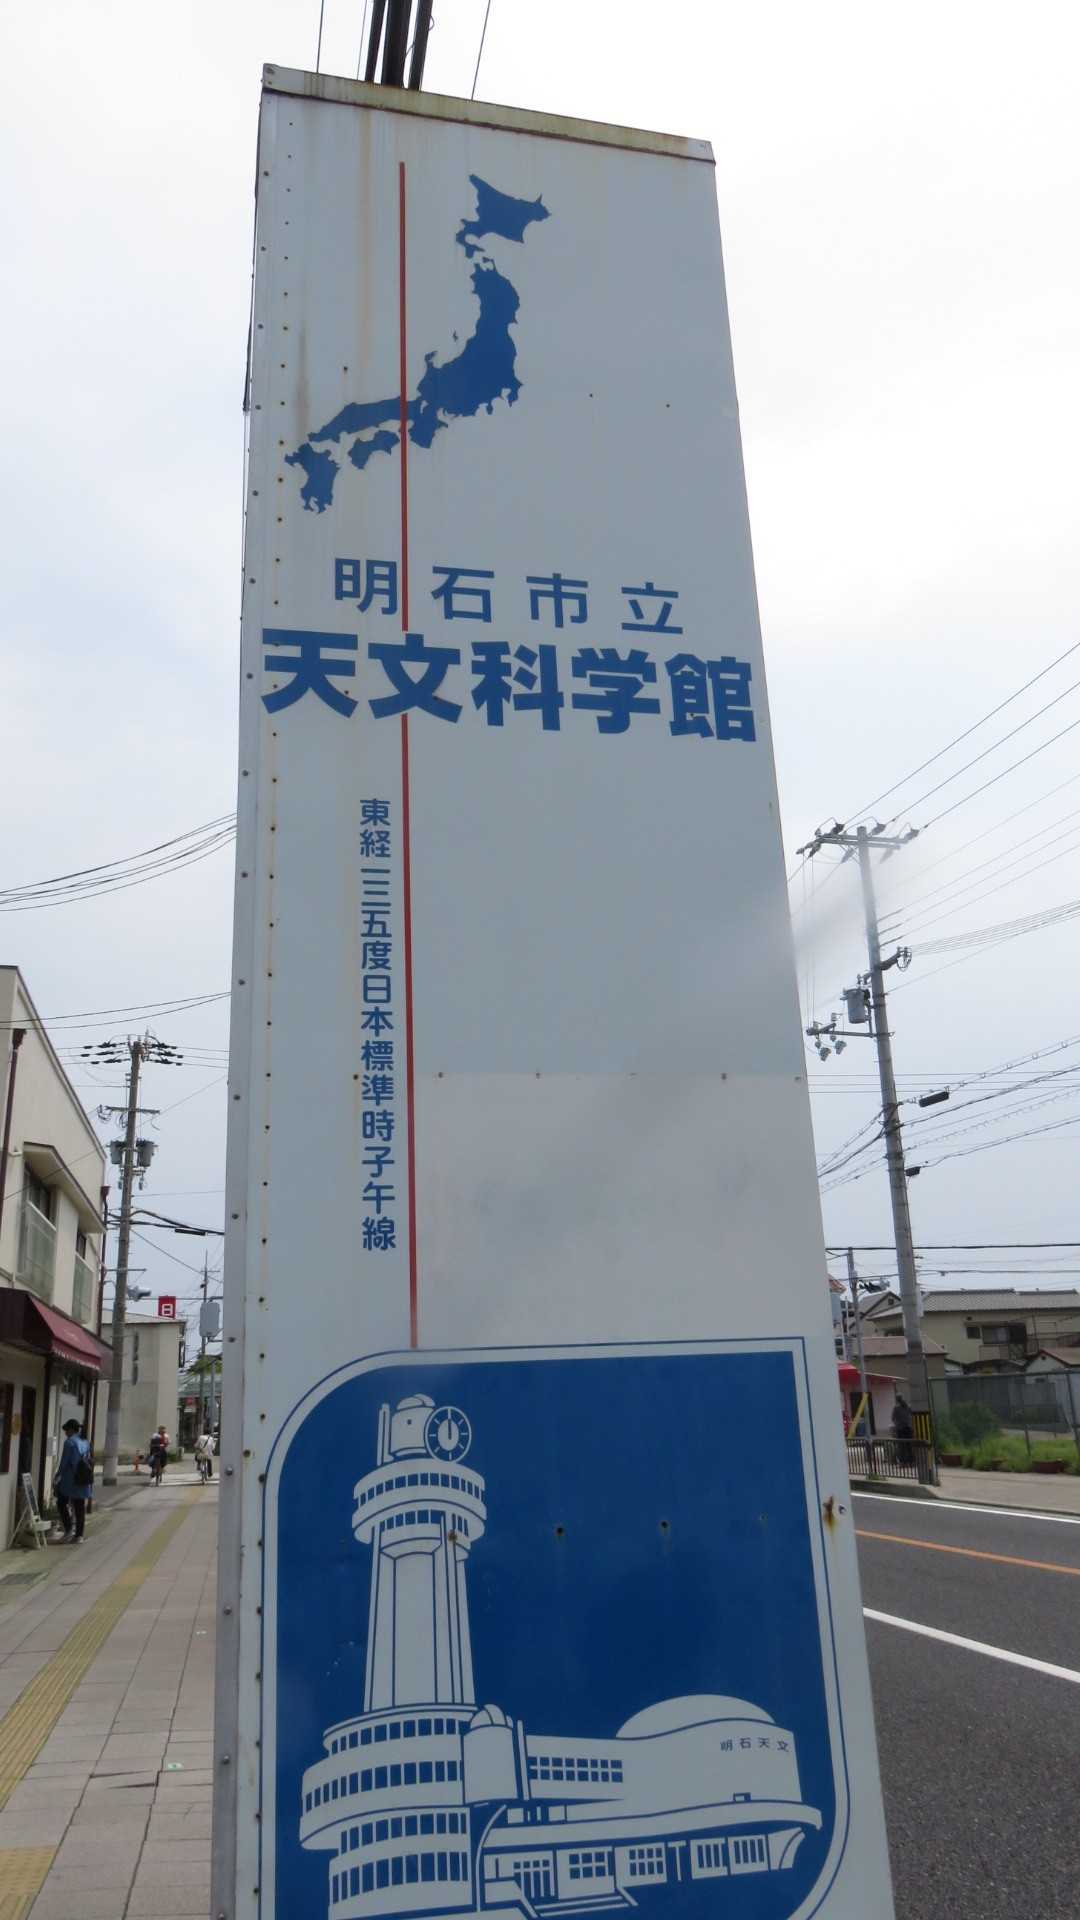 明石市立
天文科学館
東経一三五度日本標準時子午線
明石天文